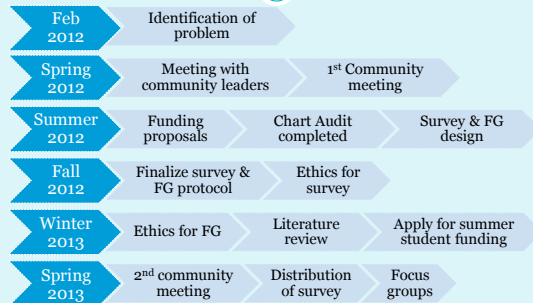 Feb
2012
Identification of
problem
Spring
2012
Meeting with
community leaders
1st Community
meeting
Summer
2012
Funding
proposals
Chart Audit
completed
Survey & FG
design
Fall
2012
Finalize survey &
FG protocol
Ethics for
survey
Winter
2013
Ethics for FG
Literature
review
Apply for summer
student funding
Spring
2013
2nd community
meeting
Distribution
of survey
Focus
groups